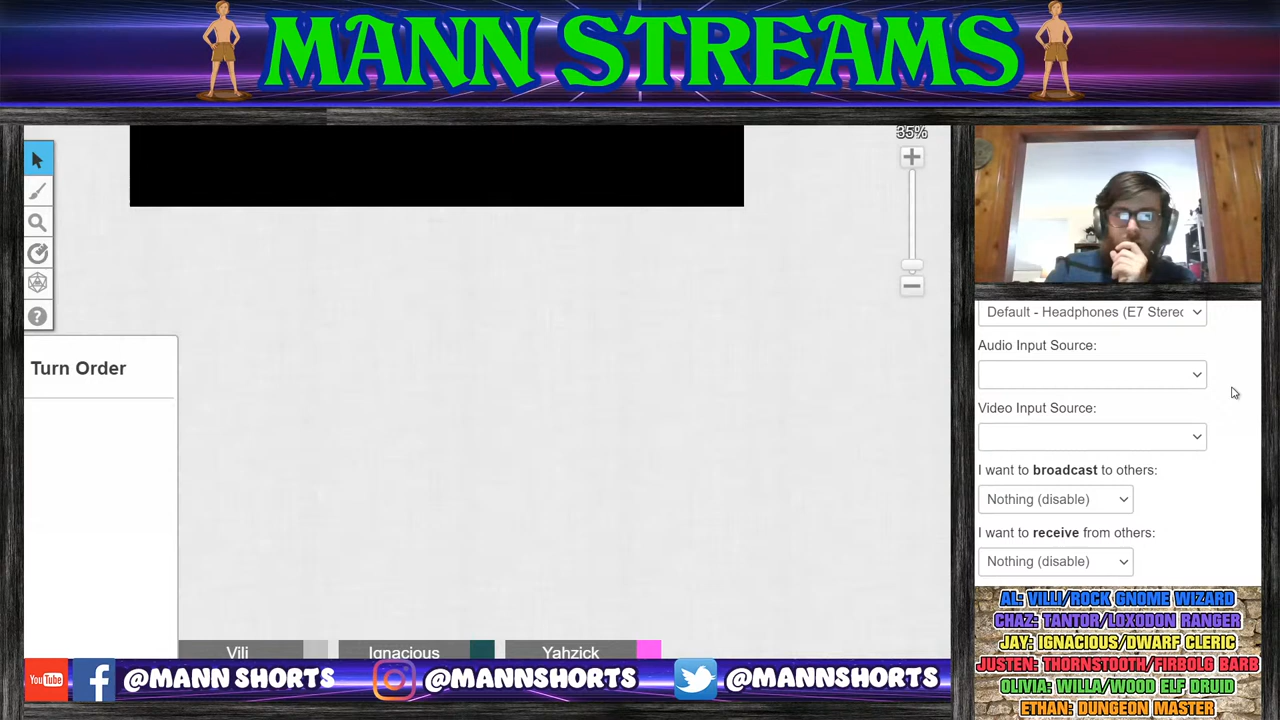 MANN STREAMS
35%
Turn Order
Default - Headphones (E7 Sterec
Audio Input Source:
Video Input Source:
I want to broadcast to others:
Nothing (disable)
I want to receive from others:
Nothing (disable)
Vili
Ignacious
Yahzick
AL: VILLI/ROCK GNOME WIZARD
CHAZ: TANTOR/LOXODON RANGER
JAY: IGNACIOUS/DWARF CLERIC
JUSTEN: THORNSTOOTH/FIRBOLG BARB
OLIVIA: WILLA/WOOD ELF DRUID
ETHAN: DUNGEON MASTER
YouTube
@MANN SHORTS
@MANNSHORTS
@MANNSHORTS